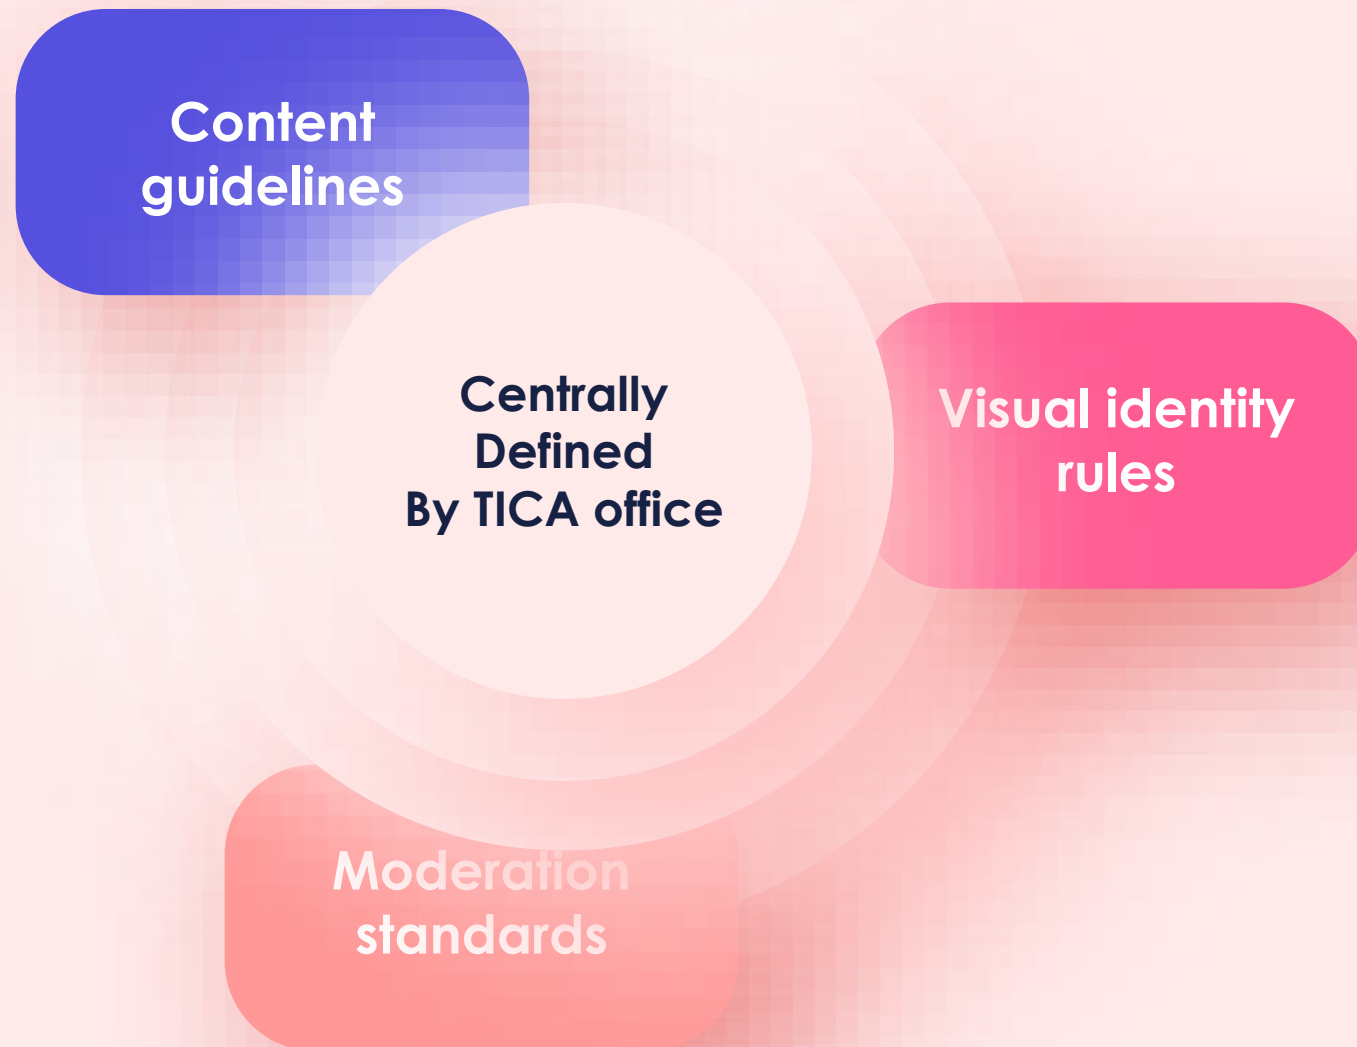 Content
guidelines
Centrally
Defined
By TICA office
Visual identity
rules
Moderation
standards